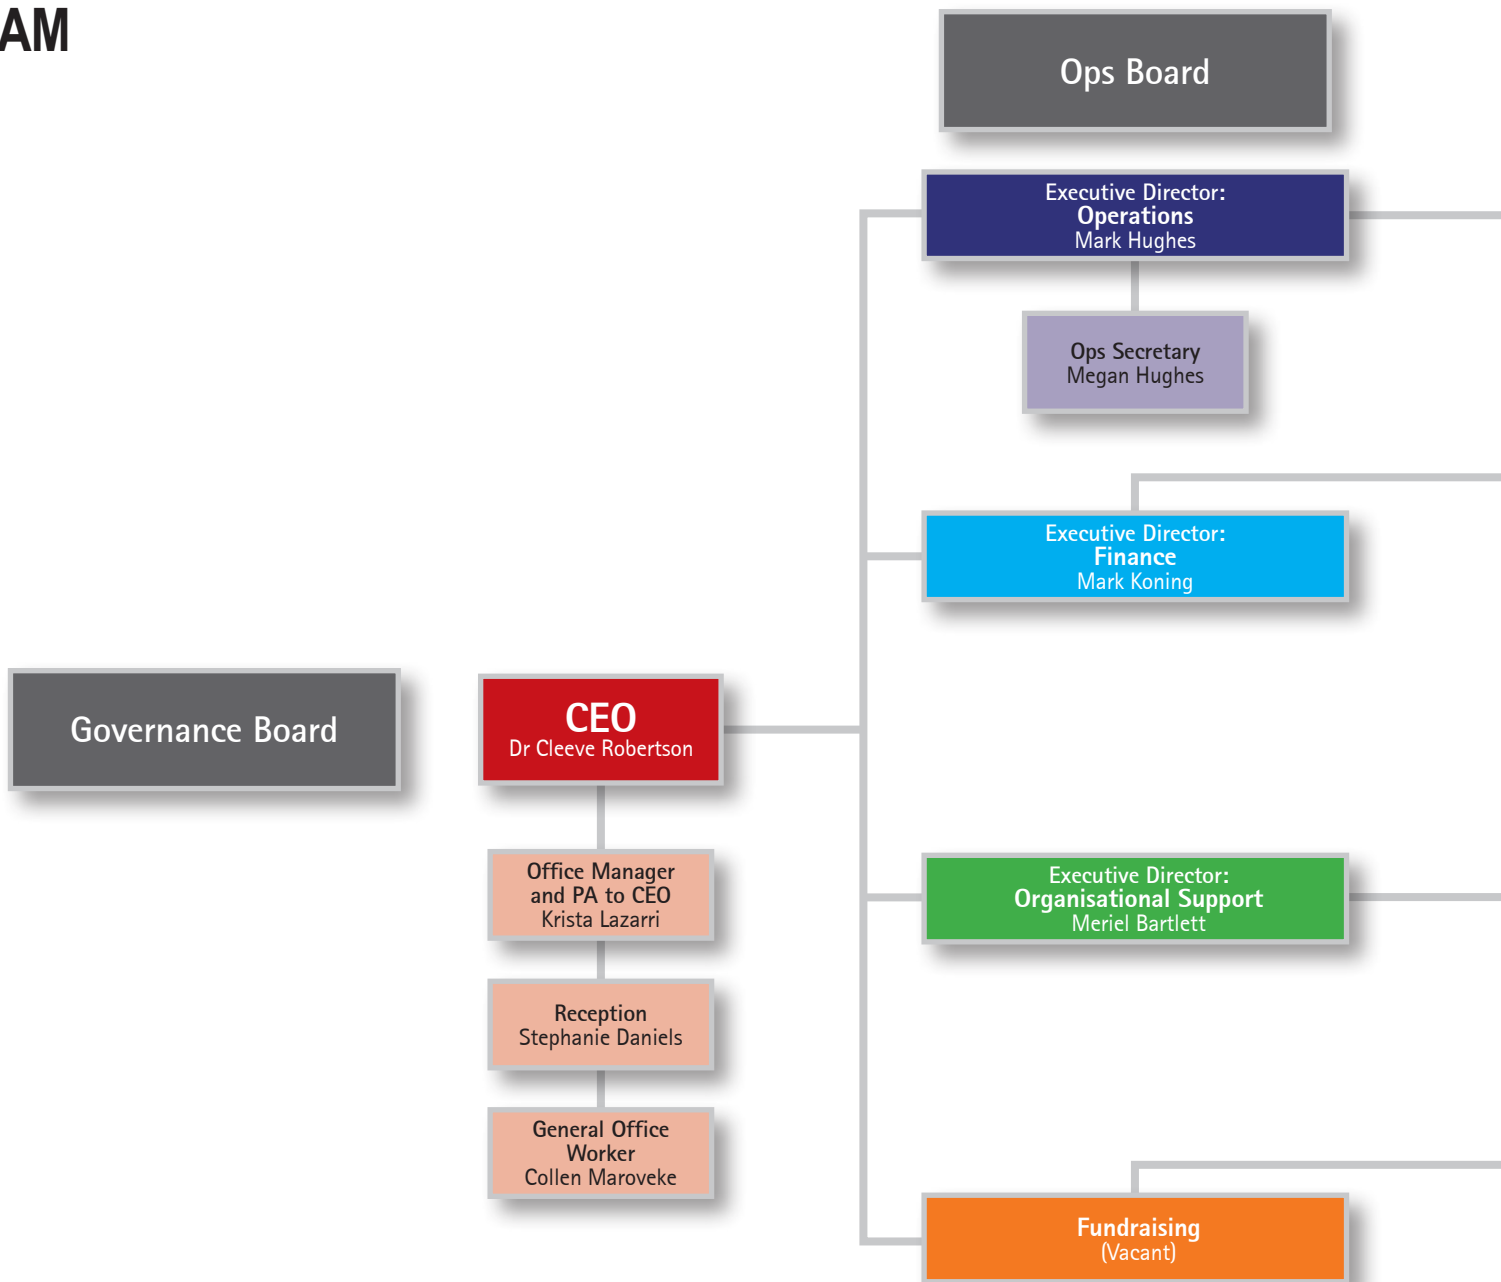 AM
Ops Board
Executive Director:
Operations
Mark Hughes
Ops Secretary
Megan Hughes
Executive Director:
Finance
Mark Koning
Governance Board
CEO
Dr Cleeve Robertson
Office Manager
and PA to CEO
Krista Lazarri
Reception
Stephanie Daniels
General Office
Worker
Collen Maroveke
Executive Director:
Organisational Support
Meriel Bartlett
Fundraising
(Vacant)